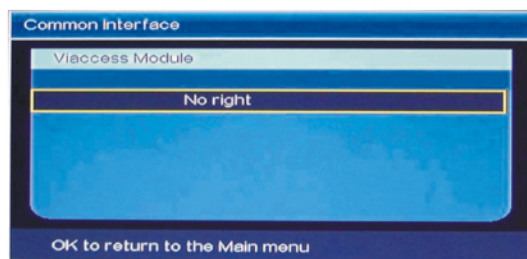 Common Interface
Viaccess Module
No right
OK to return to the Main menu